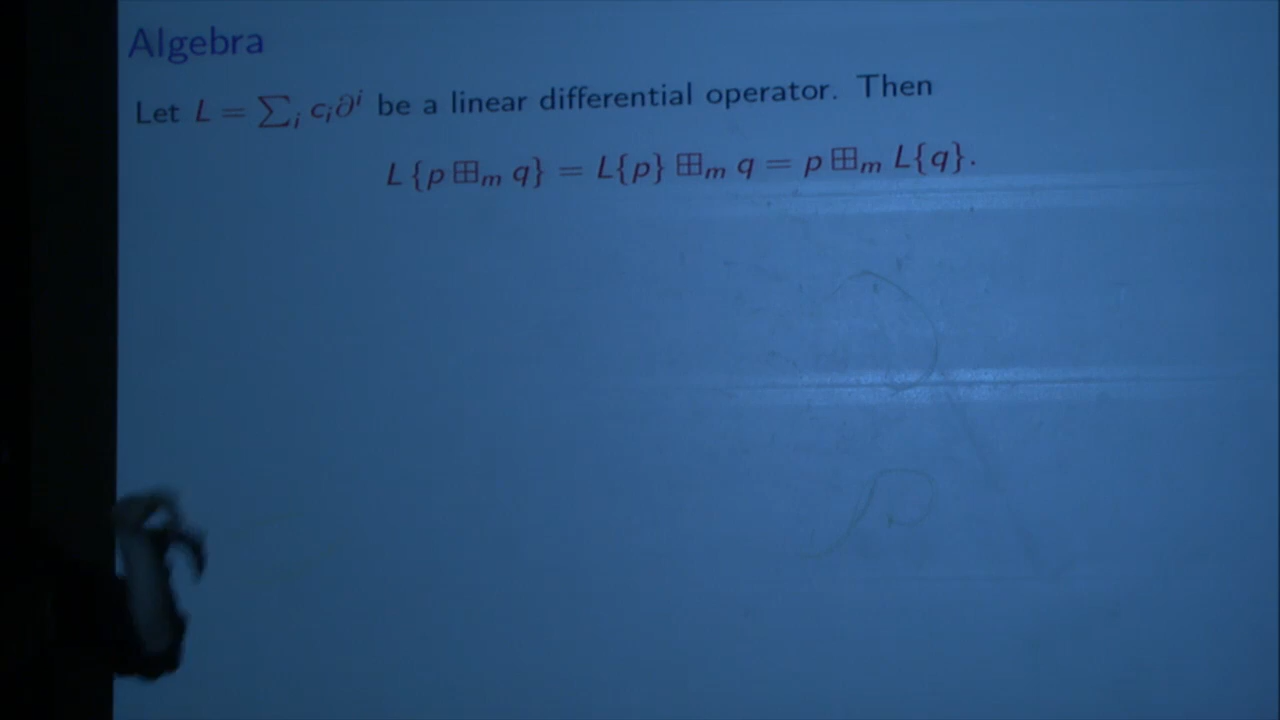 Algebra
Let L = ∑ᵢ cᵢ∂ⁱ be a linear differential operator. Then
L {p ⊞ₘ q} = L{p} ⊞ₘ q = p ⊞ₘ L{q}.